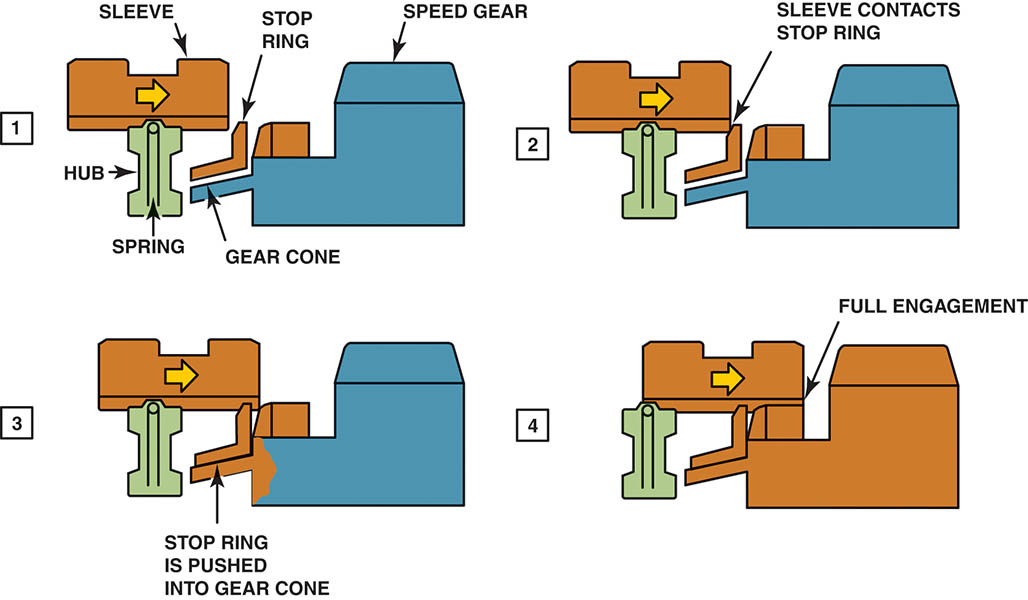 SLEEVE
STOP
RING
SPEED GEAR
1
HUB
SPRING
GEAR CONE
SLEEVE CONTACTS
STOP RING
2
3
STOP RING
IS PUSHED
INTO GEAR CONE
FULL ENGAGEMENT
4